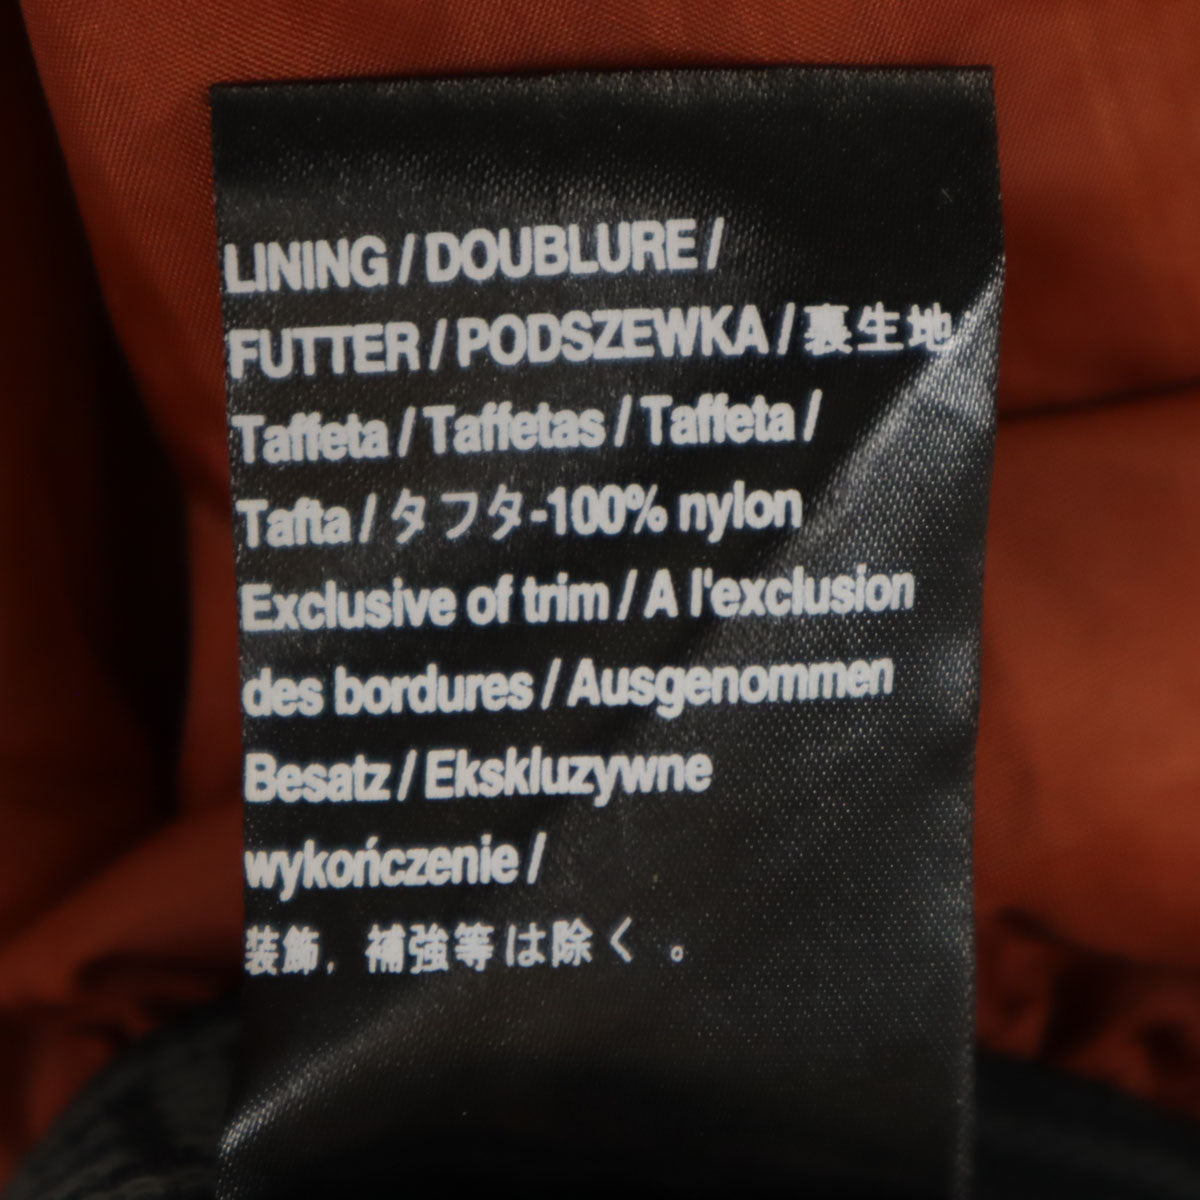 LINING / DOUBLURE /
FUTTER / PODSZEWKA / 裏生地
Taffeta / Taffetas / Taffeta /
Tafta / タフタ-100% nylon
Exclusive of trim / A l'exclusion
des bordures / Ausgenommen
Besatz / Ekskluzywne
wykończenie /
装飾，補強等は除く。